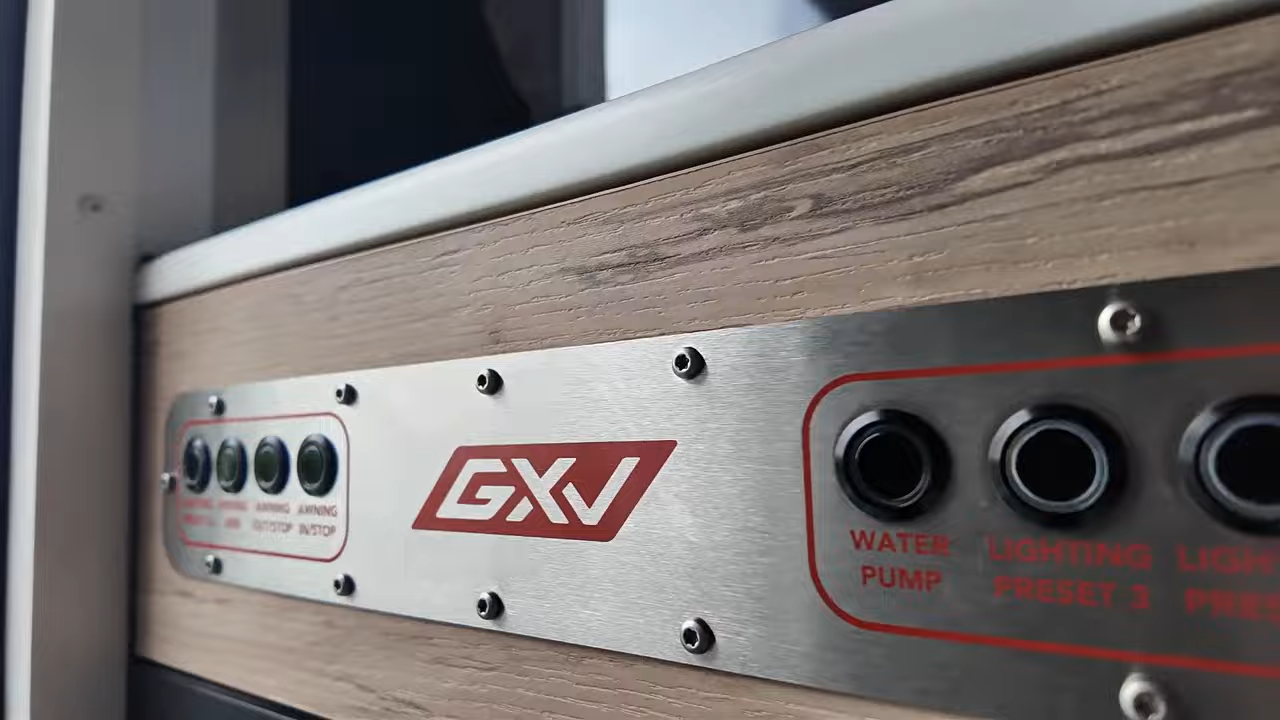 AWNING
OUT/STOP
AWNING
IN/STOP
GXV
WATER
PUMP
LIGHTING
PRESET 3